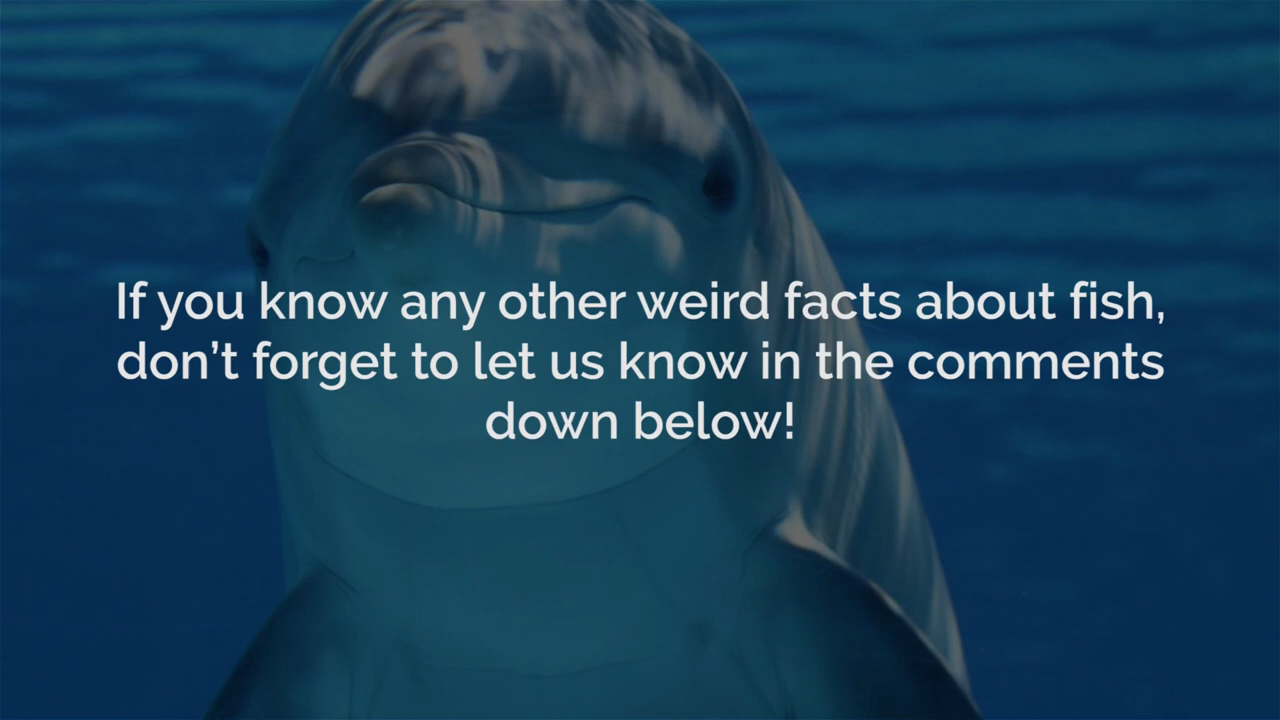 If you know any other weird facts about fish,
don’t forget to let us know in the comments
down below!